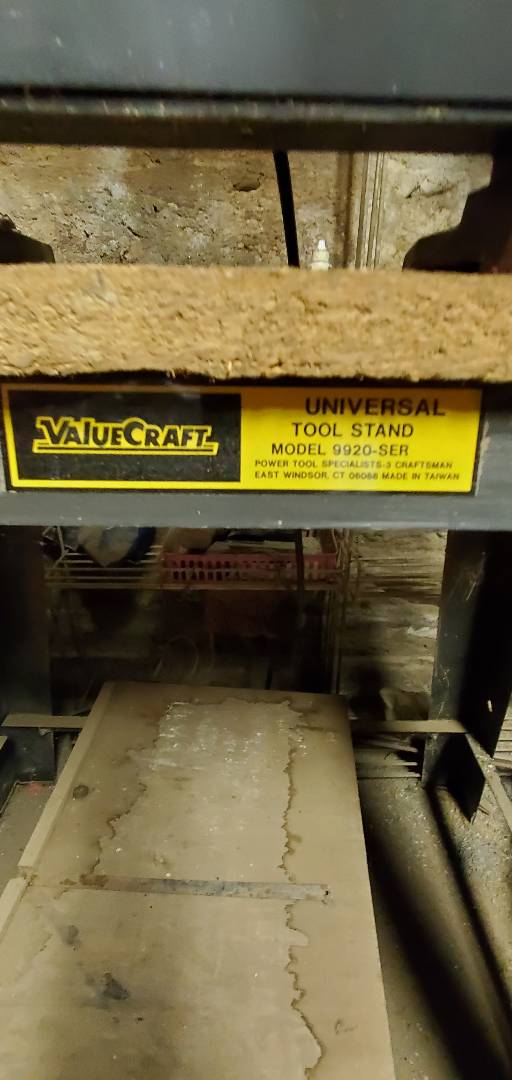 VALUECRAFT
UNIVERSAL
TOOL STAND
MODEL 9920-SER
POWER TOOL SPECIALISTS-3 CRAFTSMAN
EAST WINDSOR, CT 06088 MADE IN TAIWAN